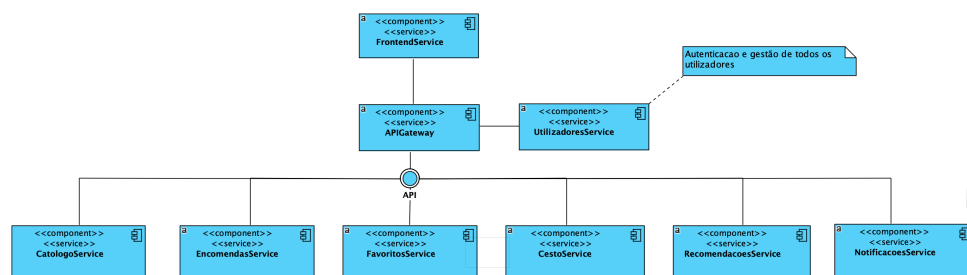 a
<<component>>
<<service>>
FrontendService
Autenticacao e gestão de todos os
utilizadores
a
<<component>>
<<service>>
APIGateway
a
<<component>>
<<service>>
UtilizadoresService
API
<<component>>
<<service>>
CatologoService
a
<<component>>
<<service>>
EncomendasService
a
<<component>>
<<service>>
FavoritosService
a
<<component>>
<<service>>
CestoService
a
<<component>>
<<service>>
RecomendacoesService
a
<<component>>
<<service>>
NotificacoesService